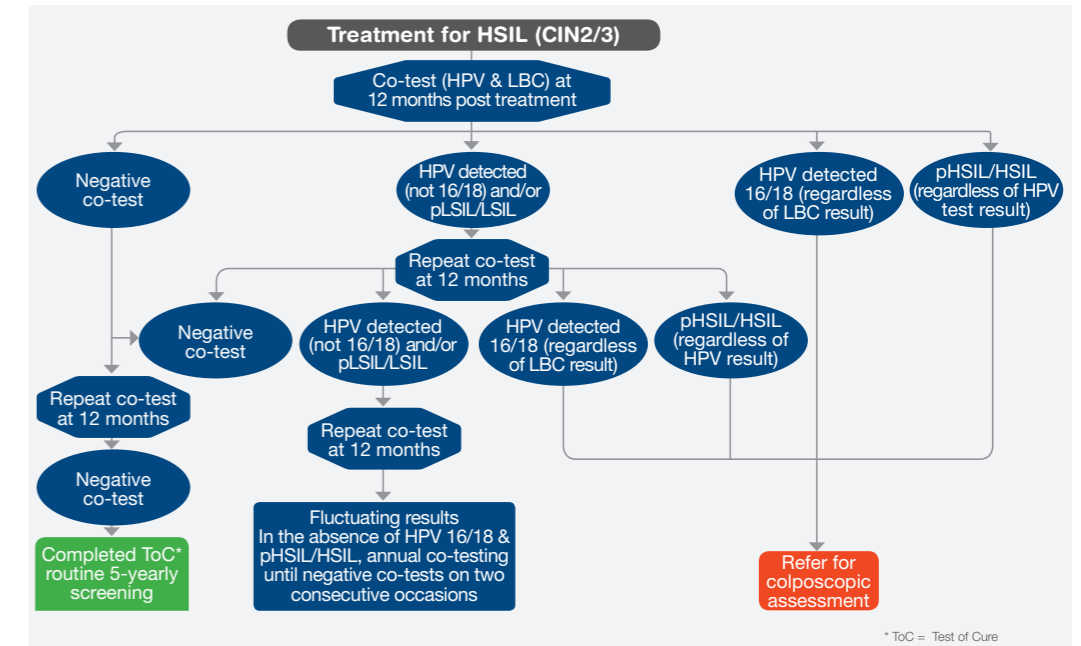 Treatment for HSIL (CIN2/3)
Co-test (HPV & LBC) at
12 months post treatment
Negative
co-test
HPV detected
(not 16/18) and/or
pLSIL/LSIL
HPV detected
16/18 (regardless
of LBC result)
pHSIL/HSIL
(regardless of HPV
test result)
Repeat co-test
at 12 months
Negative
co-test
HPV detected
(not 16/18) and/or
pLSIL/LSIL
HPV detected
16/18 (regardless
of LBC result)
pHSIL/HSIL
(regardless of
HPV result)
Repeat co-test
at 12 months
Repeat co-test
at 12 months
Negative
co-test
Fluctuating results
In the absence of HPV 16/18 &
pHSIL/HSIL, annual co-testing
until negative co-tests on two
consecutive occasions
Completed ToC*
routine 5-yearly
screening
Refer for
colposcopic
assessment
* ToC = Test of Cure